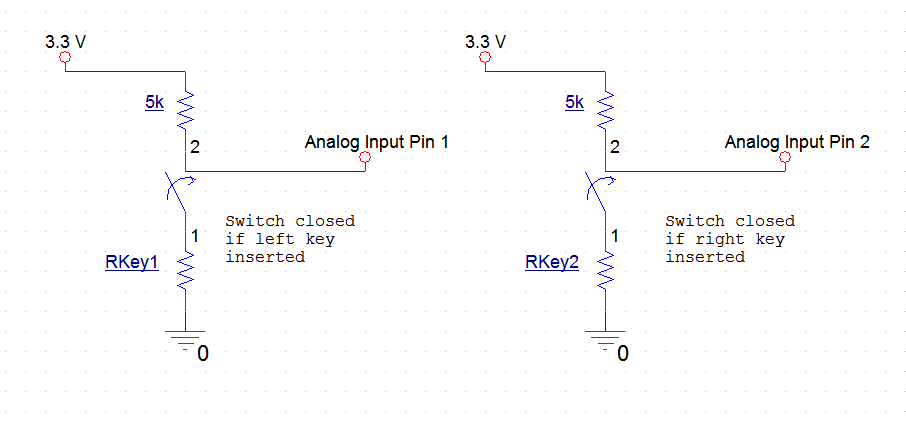 3.3 V
5k
2
Analog Input Pin 1
Switch closed
if left key
inserted
1
RKey1
0
3.3 V
5k
2
Analog Input Pin 2
Switch closed
if right key
inserted
1
RKey2
0